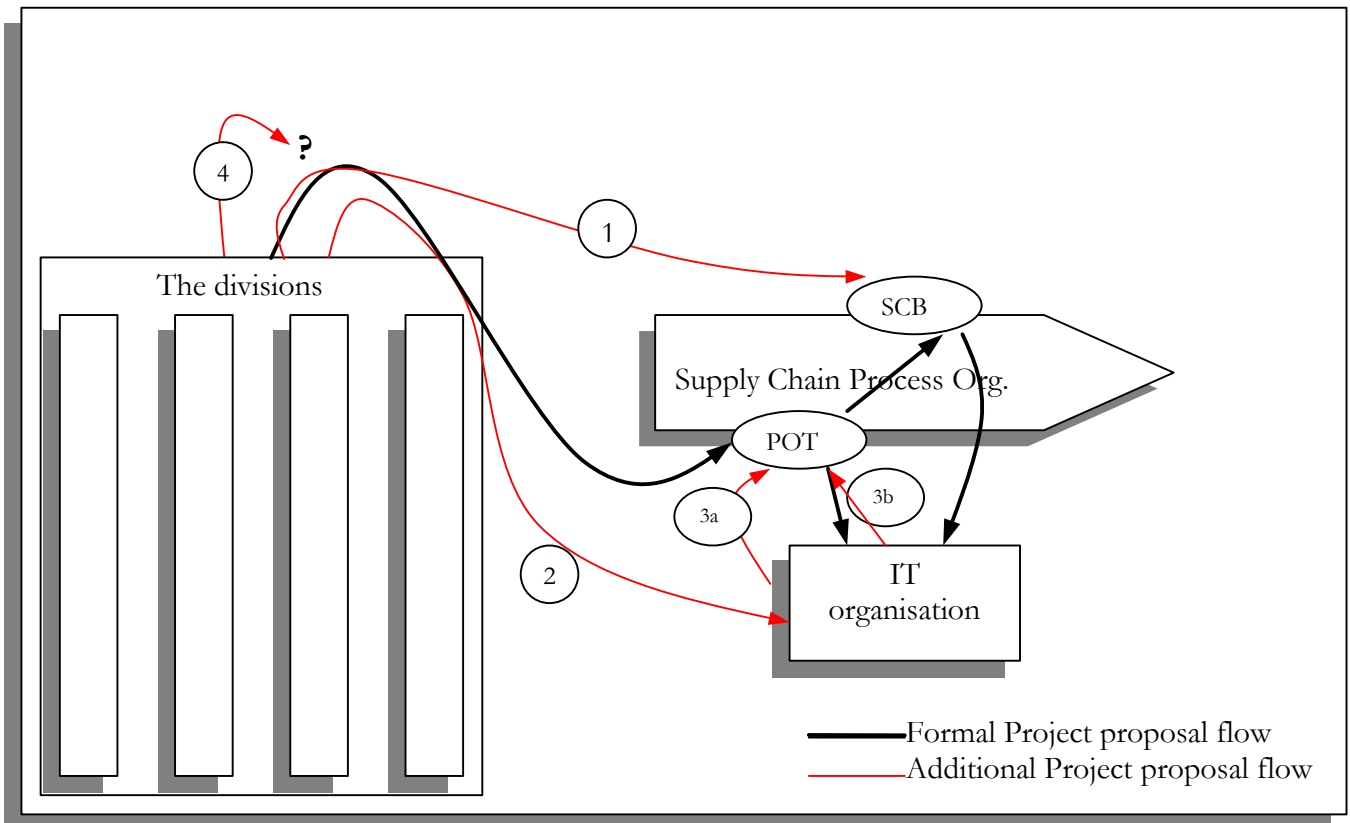 ?
4
1
The divisions
SCB
Supply Chain Process Org.
POT
3a
3b
2
IT
organisation
Formal Project proposal flow
Additional Project proposal flow